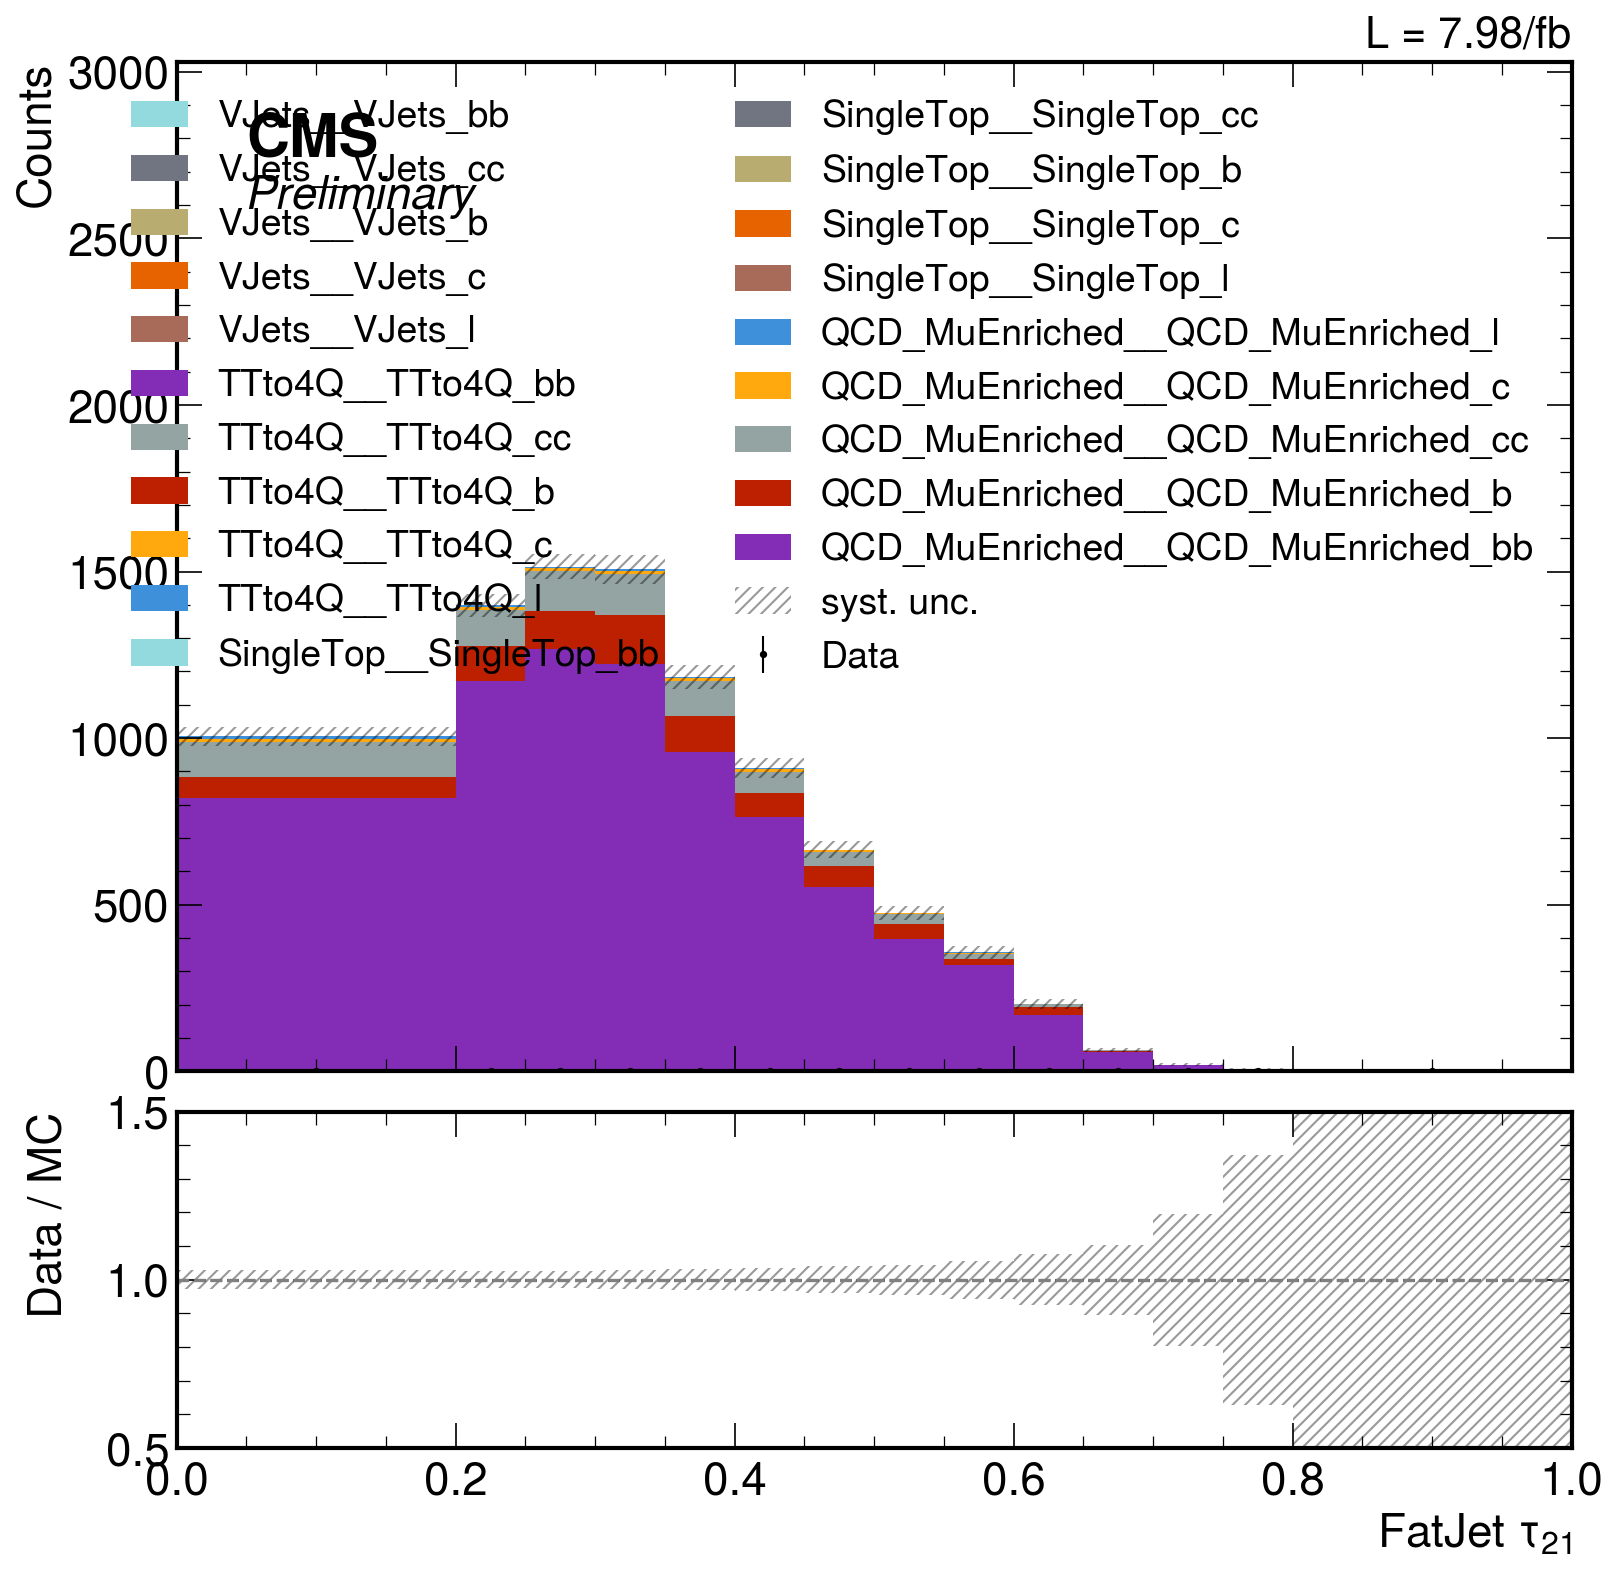 L = 7.98/fb
Counts
3000
2500
2000
1500
1000
500
0
CMS
Preliminary
VJets__VJets_bb
VJets__VJets_cc
VJets__VJets_b
VJets__VJets_c
VJets__VJets_l
TTto4Q__TTto4Q_bb
TTto4Q__TTto4Q_cc
TTto4Q__TTto4Q_b
TTto4Q__TTto4Q_c
TTto4Q__TTto4Q_l
SingleTop__SingleTop_bb
SingleTop__SingleTop_cc
SingleTop__SingleTop_b
SingleTop__SingleTop_c
SingleTop__SingleTop_l
QCD_MuEnriched__QCD_MuEnriched_l
QCD_MuEnriched__QCD_MuEnriched_c
QCD_MuEnriched__QCD_MuEnriched_cc
QCD_MuEnriched__QCD_MuEnriched_b
QCD_MuEnriched__QCD_MuEnriched_bb
syst. unc.
Data
Data / MC
1.5
1.0
0.5
0.0 0.2 0.4 0.6 0.8 1.0
FatJet τ21